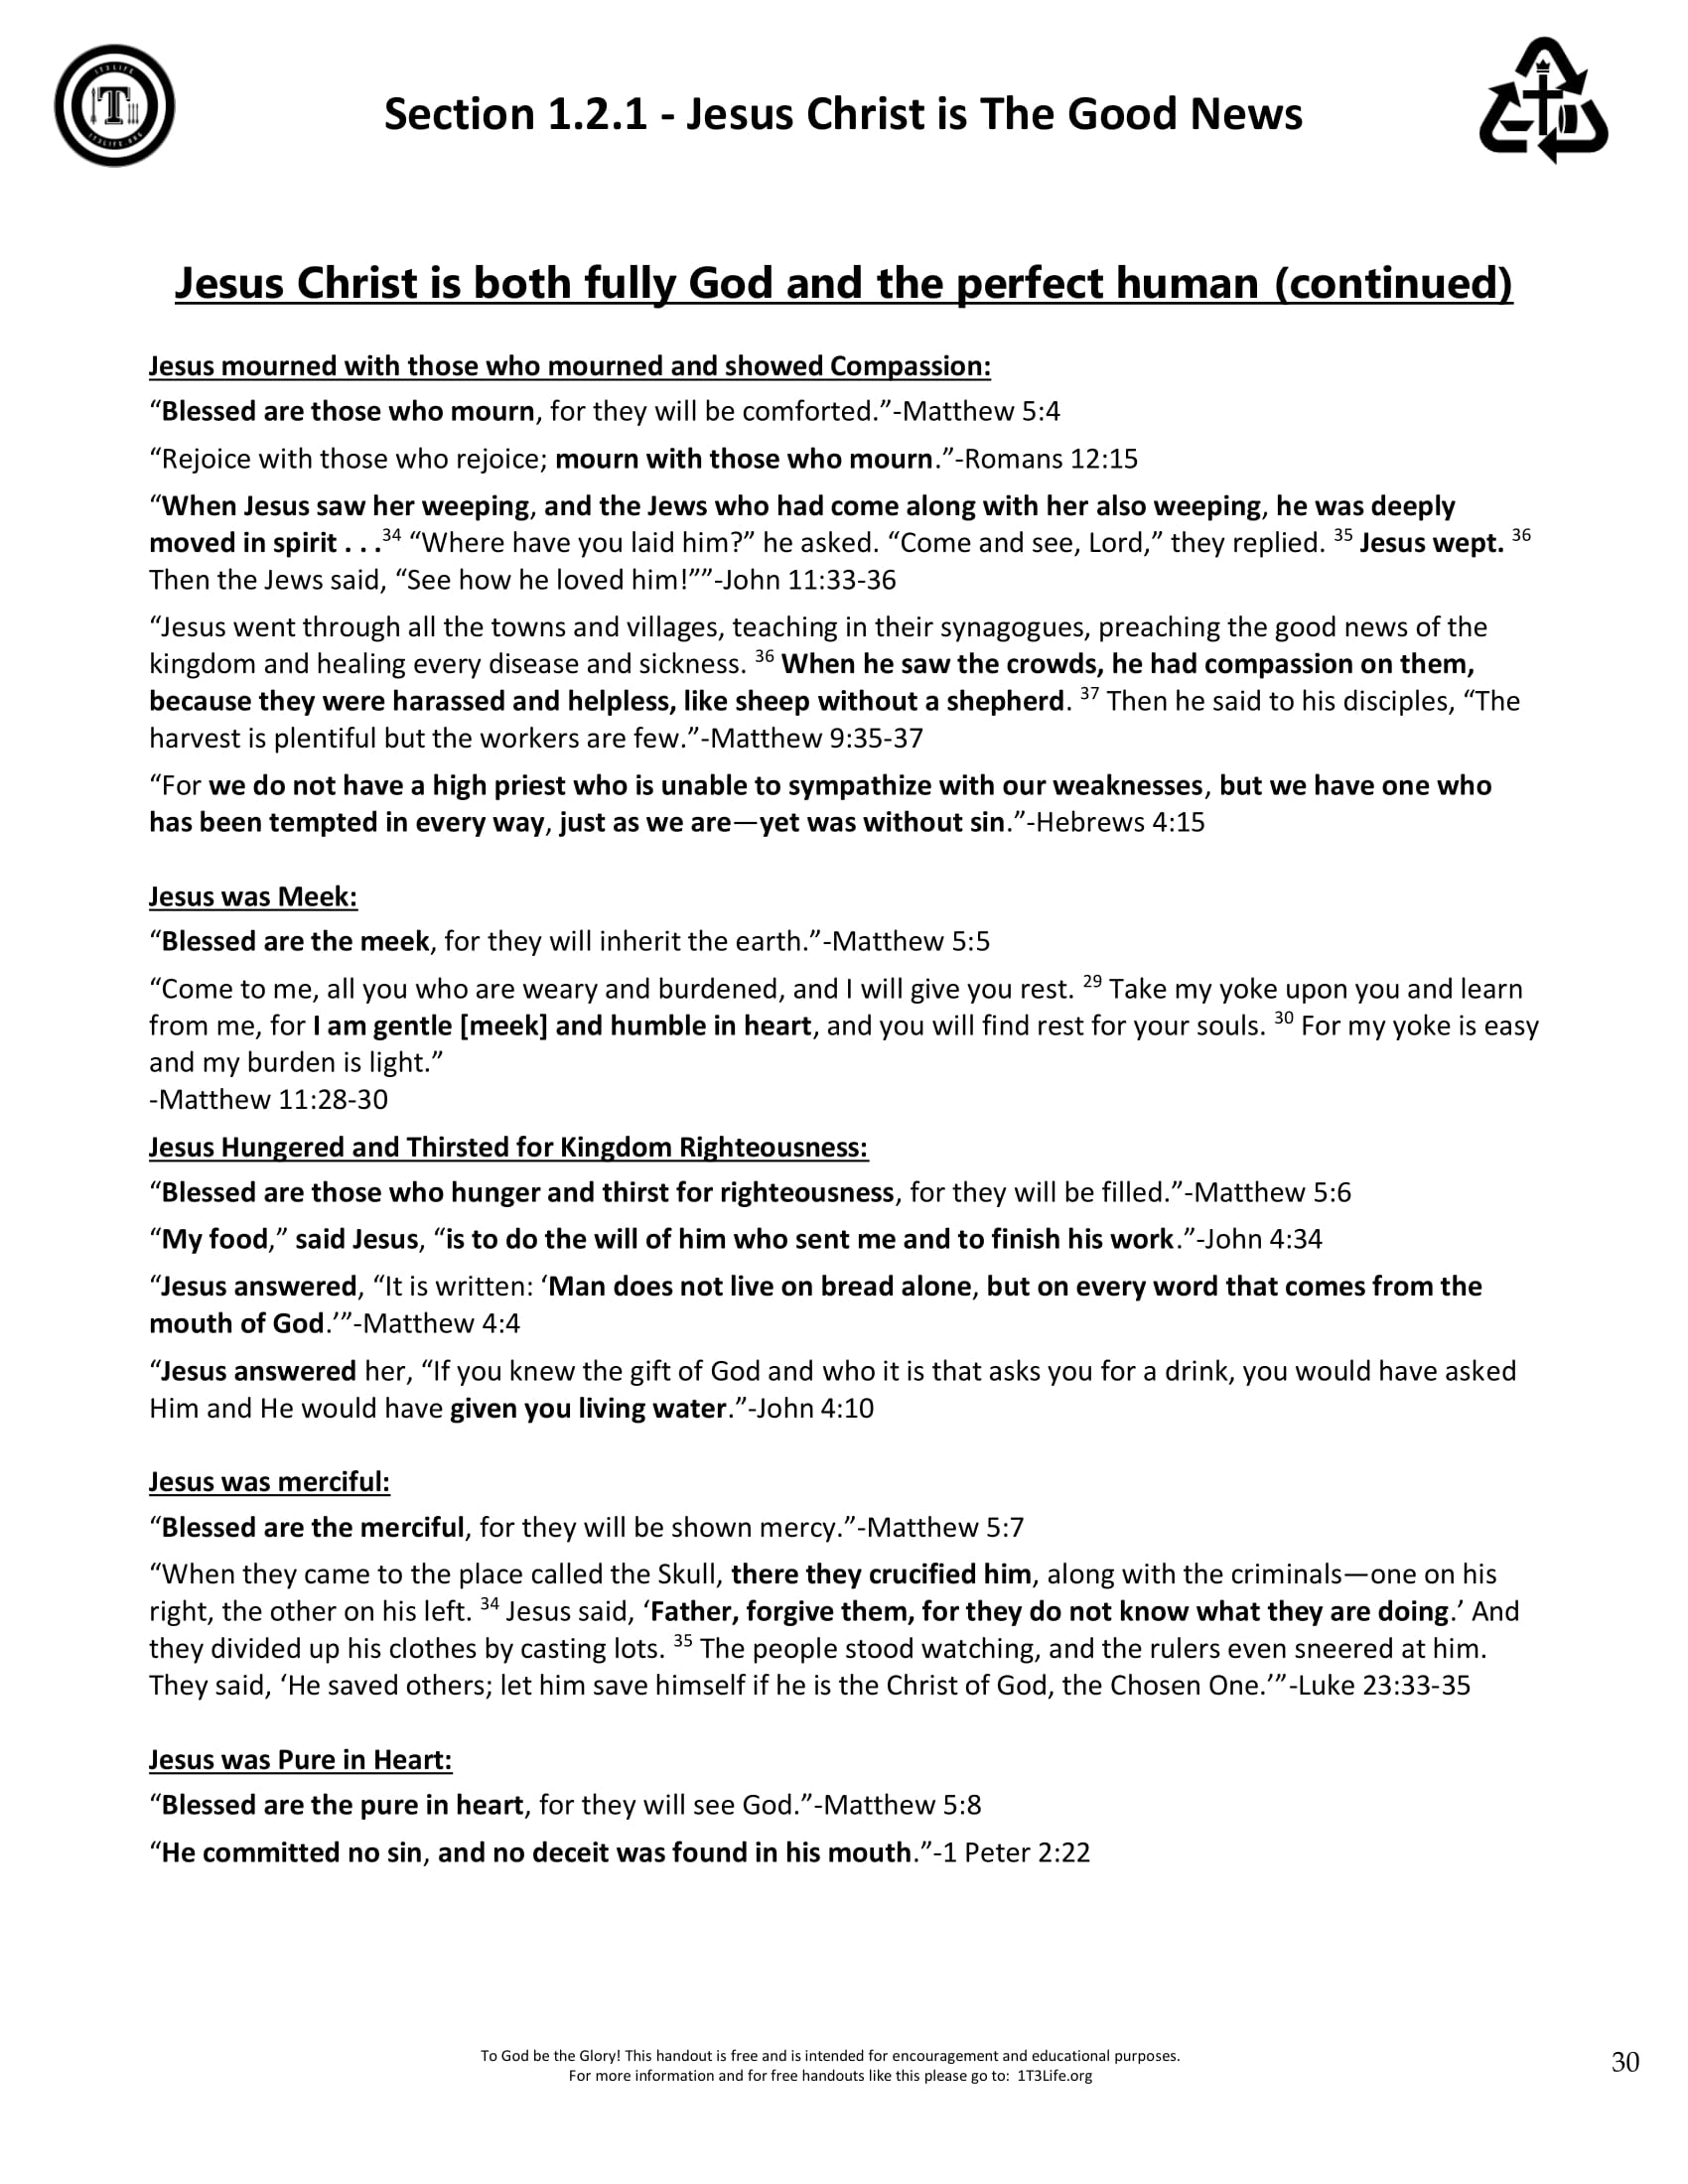 Section 1.2.1 - Jesus Christ is The Good News
Jesus Christ is both fully God and the perfect human (continued)
Jesus mourned with those who mourned and showed Compassion:
“Blessed are those who mourn, for they will be comforted.”-Matthew 5:4
“Rejoice with those who rejoice; mourn with those who mourn.”-Romans 12:15
“When Jesus saw her weeping, and the Jews who had come along with her also weeping, he was deeply
moved in spirit . . .34 “Where have you laid him?” he asked. “Come and see, Lord,” they replied. 35 Jesus wept. 36
Then the Jews said, “See how he loved him!””-John 11:33-36
“Jesus went through all the towns and villages, teaching in their synagogues, preaching the good news of the
kingdom and healing every disease and sickness. 36 When he saw the crowds, he had compassion on them,
because they were harassed and helpless, like sheep without a shepherd. 37 Then he said to his disciples, “The
harvest is plentiful but the workers are few.”-Matthew 9:35-37
“For we do not have a high priest who is unable to sympathize with our weaknesses, but we have one who
has been tempted in every way, just as we are—yet was without sin.”-Hebrews 4:15
Jesus was Meek:
“Blessed are the meek, for they will inherit the earth.”-Matthew 5:5
“Come to me, all you who are weary and burdened, and I will give you rest. 29 Take my yoke upon you and learn
from me, for I am gentle [meek] and humble in heart, and you will find rest for your souls. 30 For my yoke is easy
and my burden is light.”
-Matthew 11:28-30
Jesus Hungered and Thirsted for Kingdom Righteousness:
“Blessed are those who hunger and thirst for righteousness, for they will be filled.”-Matthew 5:6
“My food,” said Jesus, “is to do the will of him who sent me and to finish his work.”-John 4:34
“Jesus answered, “It is written: ‘Man does not live on bread alone, but on every word that comes from the
mouth of God.’”-Matthew 4:4
“Jesus answered her, “If you knew the gift of God and who it is that asks you for a drink, you would have asked
Him and He would have given you living water.”-John 4:10
Jesus was merciful:
“Blessed are the merciful, for they will be shown mercy.”-Matthew 5:7
“When they came to the place called the Skull, there they crucified him, along with the criminals—one on his
right, the other on his left. 34 Jesus said, ‘Father, forgive them, for they do not know what they are doing.’ And
they divided up his clothes by casting lots. 35 The people stood watching, and the rulers even sneered at him.
They said, ‘He saved others; let him save himself if he is the Christ of God, the Chosen One.’”-Luke 23:33-35
Jesus was Pure in Heart:
“Blessed are the pure in heart, for they will see God.”-Matthew 5:8
“He committed no sin, and no deceit was found in his mouth.”-1 Peter 2:22
To God be the Glory! This handout is free and is intended for encouragement and educational purposes.
For more information and for free handouts like this please go to: 1T3Life.org
30